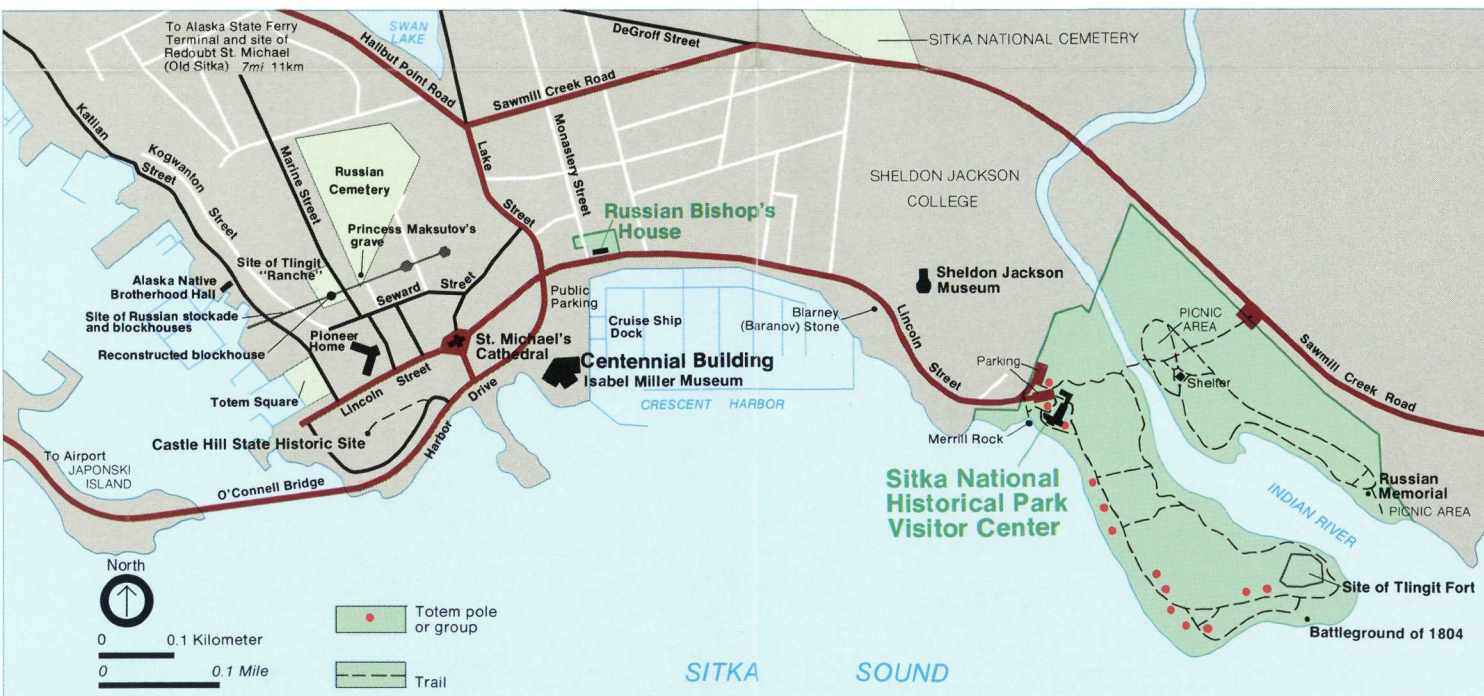 To Alaska State Ferry
Terminal and site of
Redoubt St. Michael
(Old Sitka) 7mi 11km
SWAN
LAKE
Halibut Point Road
DeGroff Street
SITKA NATIONAL CEMETERY
Sawmill Creek Road
Katlian
Street
Kogwanton
Street
Marine Street
Russian
Cemetery
Lake
Street
Monastery Street
SHELDON JACKSON
COLLEGE
Russian Bishop's
House
Princess Maksutov's
grave
Site of Tlingit
"Ranche"
Alaska Native
Brotherhood Hall
Seward Street
Site of Russian stockade
and blockhouses
Pioneer
Home
Reconstructed blockhouse
Public
Parking
Cruise Ship
Dock
Blarney
(Baranov) Stone
Sheldon Jackson
Museum
PICNIC
AREA
St. Michael's
Cathedral
Centennial Building
Isabel Miller Museum
Lincoln
Street
Parking
Shelter
Sawmill Creek Road
Totem Square
Lincoln Street
CRESCENT HARBOR
Castle Hill State Historic Site
Harbor Drive
Merrill Rock
To Airport
JAPONSKI
ISLAND
O'Connell Bridge
Sitka National
Historical Park
Visitor Center
Russian
Memorial
PICNIC AREA
INDIAN RIVER
North
Site of Tlingit Fort
Totem pole
or group
0 0.1 Kilometer
Battleground of 1804
0 0.1 Mile
Trail
SITKA SOUND